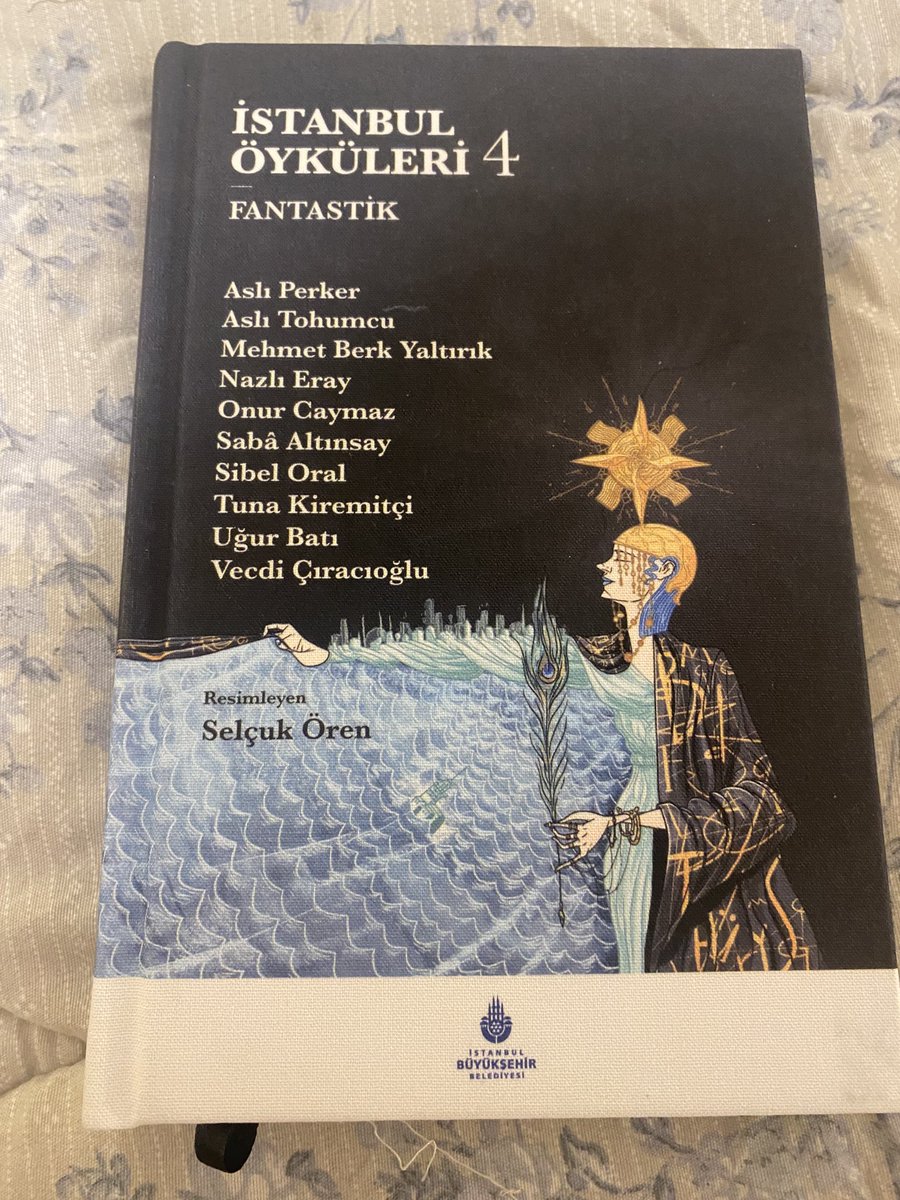 İSTANBUL
ÖYKÜLERİ 4
FANTASTİK
Aslı Perker
Aslı Tohumcu
Mehmet Berk Yaltırık
Nazlı Eray
Onur Caymaz
Sabâ Altınsay
Sibel Oral
Tuna Kiremitçi
Uğur Batı
Vecdi Çıracıoğlu
Resimleyen
Selçuk Ören
İSTANBUL
BÜYÜKŞEHİR
BELEDİYESİ